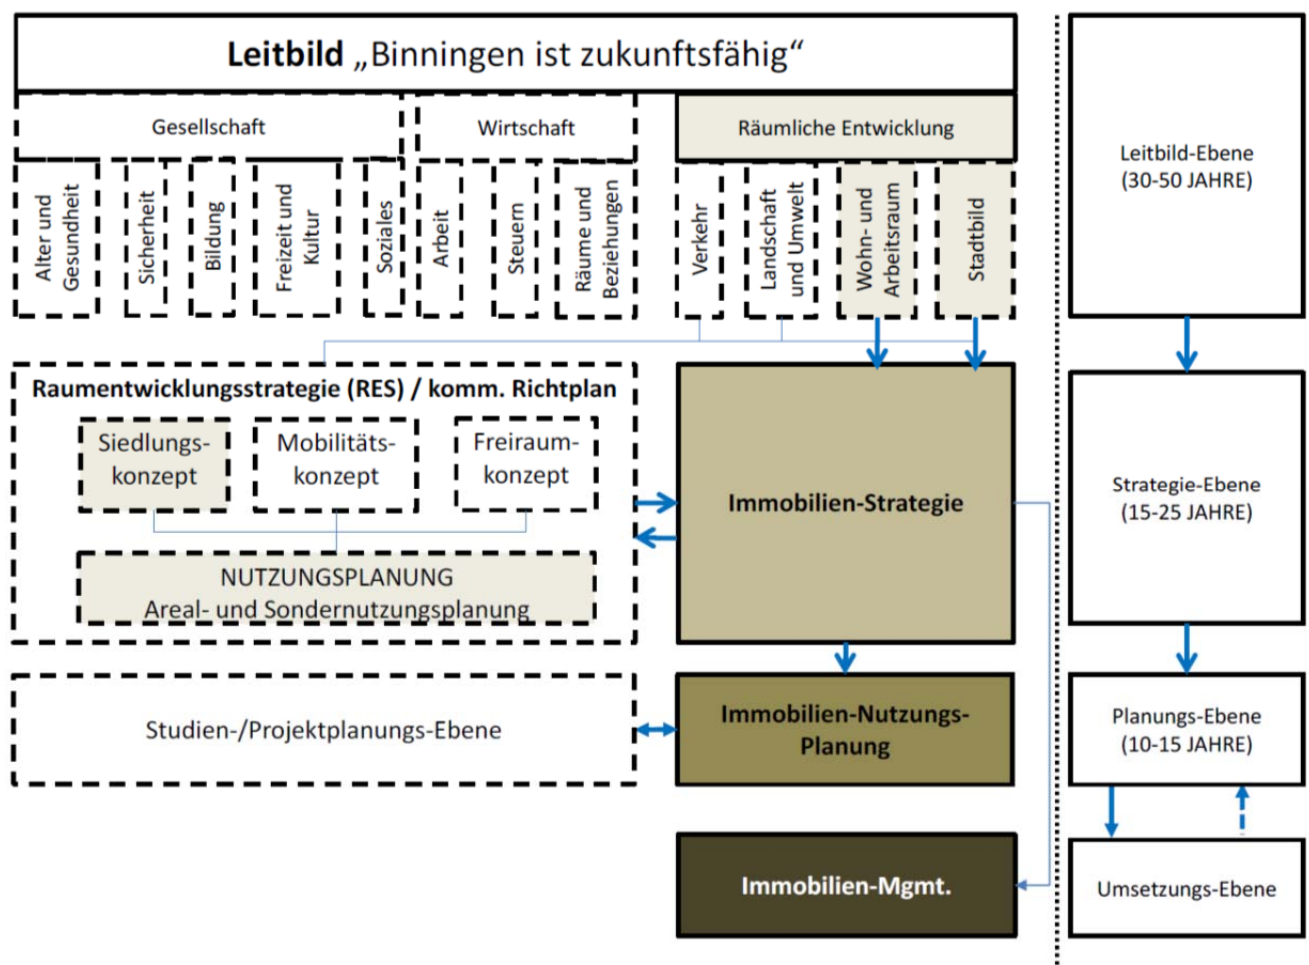 Leitbild „Binningen ist zukunftsfähig“
Gesellschaft
Wirtschaft
Räumliche Entwicklung
Alter und
Gesundheit
Sicherheit
Bildung
Freizeit und
Kultur
Soziales
Arbeit
Steuern
Räume und
Beziehungen
Verkehr
Landschaft
und Umwelt
Wohn- und
Arbeitsraum
Stadtbild
Raumentwicklungsstrategie (RES) / komm. Richtplan
Siedlungs-
konzept
Mobilitäts-
konzept
Freiraum-
konzept
NUTZUNGSPLANUNG
Areal- und Sondernutzungsplanung
Immobilien-Strategie
Studien-/Projektplanungs-Ebene
Immobilien-Nutzungs-
Planung
Immobilien-Mgmt.
Leitbild-Ebene
(30-50 JAHRE)
Strategie-Ebene
(15-25 JAHRE)
Planungs-Ebene
(10-15 JAHRE)
Umsetzungs-Ebene